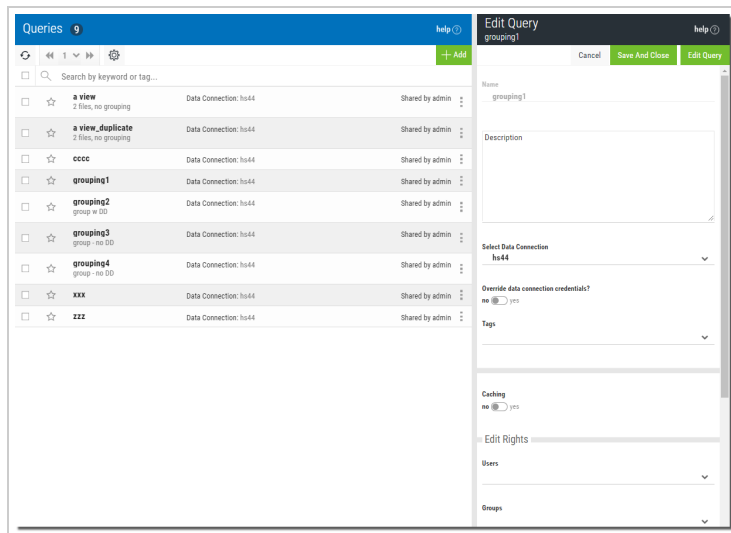 Queries 9 help ?
1
+ Add
Search by keyword or tag...
a view Data Connection: hs44 Shared by admin
2 files, no grouping
a view_duplicate Data Connection: hs44 Shared by admin
2 files, no grouping
cccc Data Connection: hs44 Shared by admin
grouping1 Data Connection: hs44 Shared by admin
grouping2 Data Connection: hs44 Shared by admin
group w DD
grouping3 Data Connection: hs44 Shared by admin
group - no DD
grouping4 Data Connection: hs44 Shared by admin
group - no DD
xxx Data Connection: hs44 Shared by admin
zzz Data Connection: hs44 Shared by admin
Edit Query help ?
grouping1
Cancel Save And Close Edit Query
Name
grouping1
Description
Select Data Connection
hs44
Override data connection credentials?
no yes
Tags
Caching
no yes
Edit Rights
Users
Groups